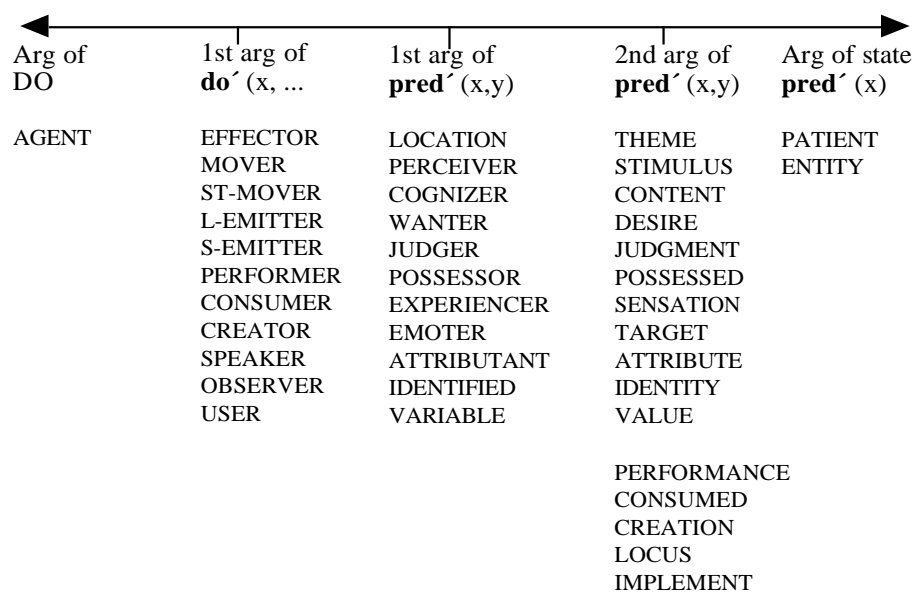 Arg of 1st arg of 1st arg of 2nd arg of Arg of state
DO do´ (x, ... pred´ (x,y) pred´ (x,y) pred´ (x)
AGENT EFFECTOR LOCATION THEME PATIENT
MOVER PERCEIVER STIMULUS ENTITY
ST-MOVER COGNIZER CONTENT
L-EMITTER WANTER DESIRE
S-EMITTER JUDGER JUDGMENT
PERFORMER POSSESSOR POSSESSED
CONSUMER EXPERIENCER SENSATION
CREATOR EMOTER TARGET
SPEAKER ATTRIBUTANT ATTRIBUTE
OBSERVER IDENTIFIED IDENTITY
USER VARIABLE VALUE
PERFORMANCE
CONSUMED
CREATION
LOCUS
IMPLEMENT